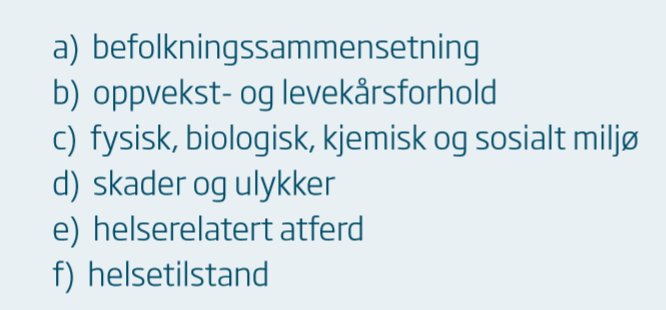 a) befolkningssammensetning
b) oppvekst- og levekårsforhold
c) fysisk, biologisk, kjemisk og sosialt miljø
d) skader og ulykker
e) helserelatert atferd
f) helsetilstand